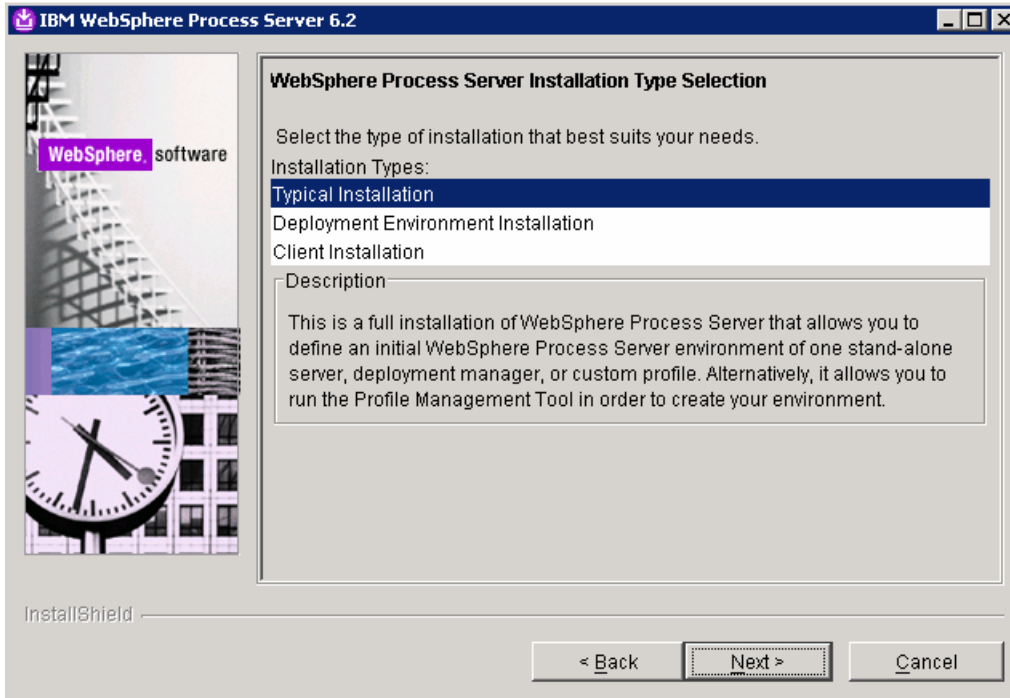 IBM WebSphere Process Server 6.2
WebSphere Process Server Installation Type Selection
WebSphere. software
Select the type of installation that best suits your needs.
Installation Types:
Typical Installation
Deployment Environment Installation
Client Installation
Description
This is a full installation of WebSphere Process Server that allows you to
define an initial WebSphere Process Server environment of one stand-alone
server, deployment manager, or custom profile. Alternatively, it allows you to
run the Profile Management Tool in order to create your environment.
InstallShield
< Back
Next >
Cancel